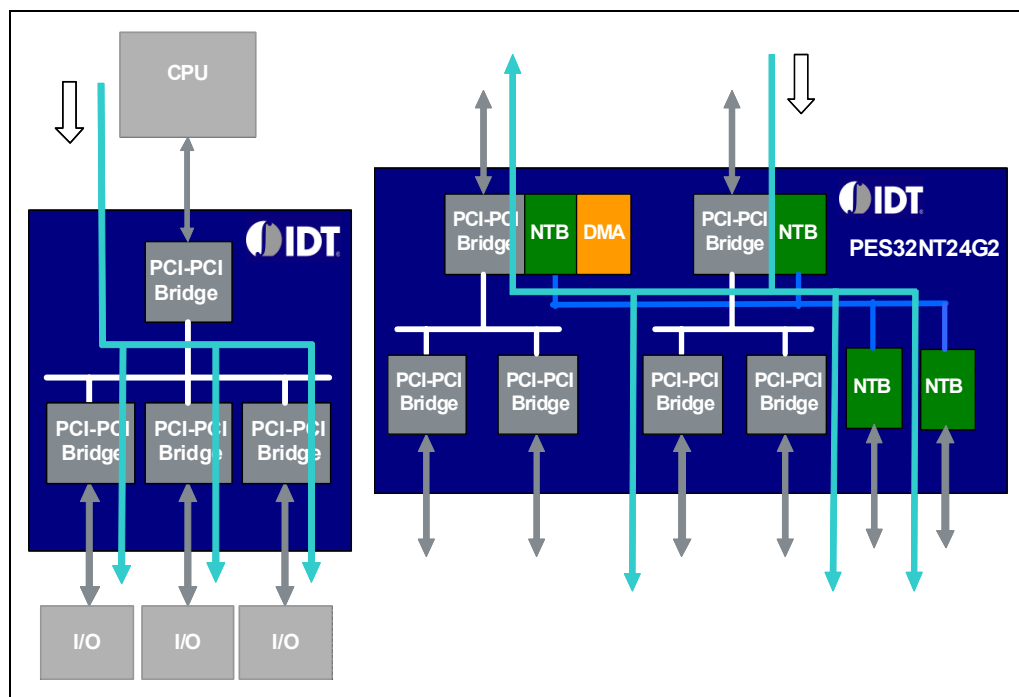 CPU
IDT
PCI-PCI
Bridge
PCI-PCI
Bridge
PCI-PCI
Bridge
PCI-PCI
Bridge
I/O
I/O
I/O
IDT
PES32NT24G2
PCI-PCI
Bridge
NTB
DMA
PCI-PCI
Bridge
NTB
PCI-PCI
Bridge
PCI-PCI
Bridge
PCI-PCI
Bridge
PCI-PCI
Bridge
NTB
NTB